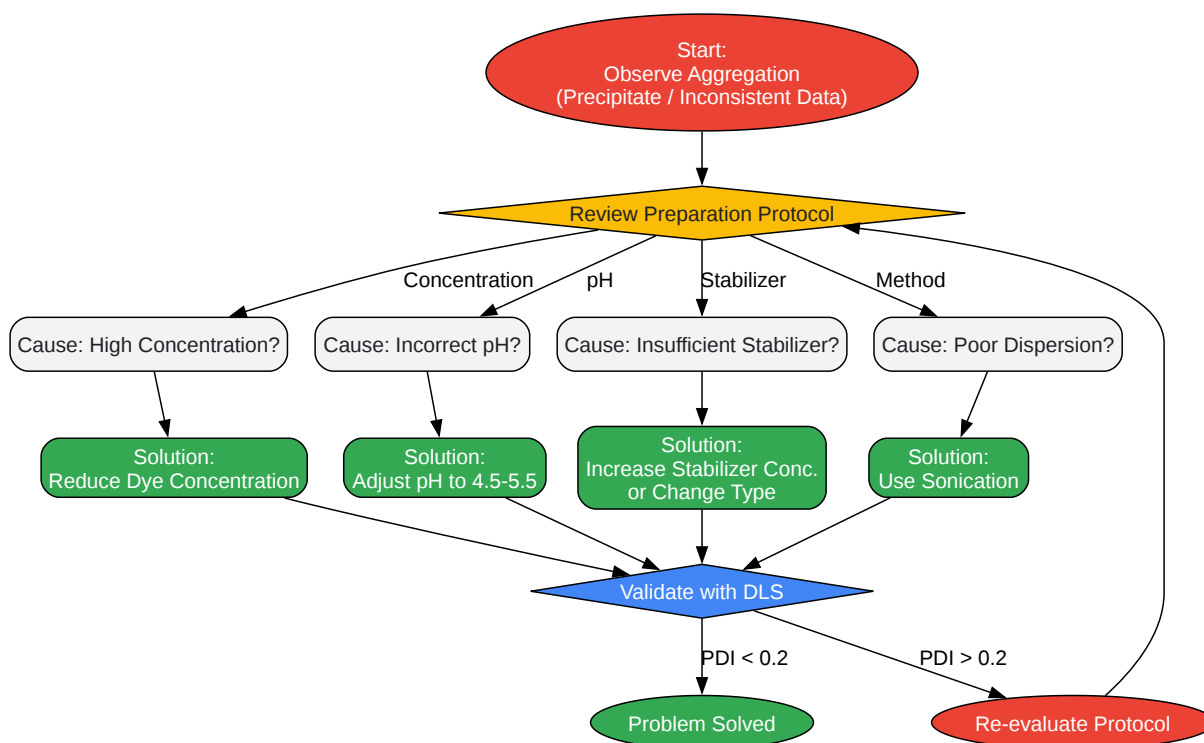 Start:
Observe Aggregation
(Precipitate / Inconsistent Data)
Review Preparation Protocol
Concentration
pH
Stabilizer
Method
Cause: High Concentration?
Cause: Incorrect pH?
Cause: Insufficient Stabilizer?
Cause: Poor Dispersion?
Solution:
Reduce Dye Concentration
Solution:
Adjust pH to 4.5-5.5
Solution:
Increase Stabilizer Conc.
or Change Type
Solution:
Use Sonication
Validate with DLS
PDI < 0.2
PDI > 0.2
Problem Solved
Re-evaluate Protocol